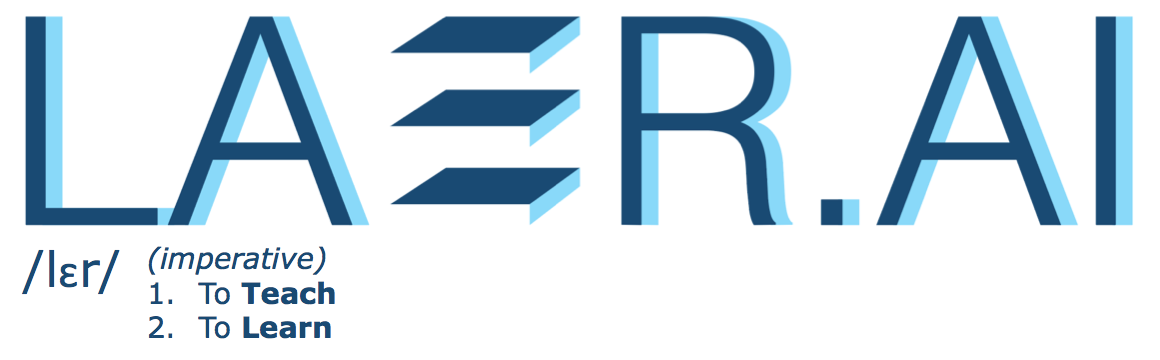 LAER.AI
/lɛr/ (imperative)
1. To Teach
2. To Learn